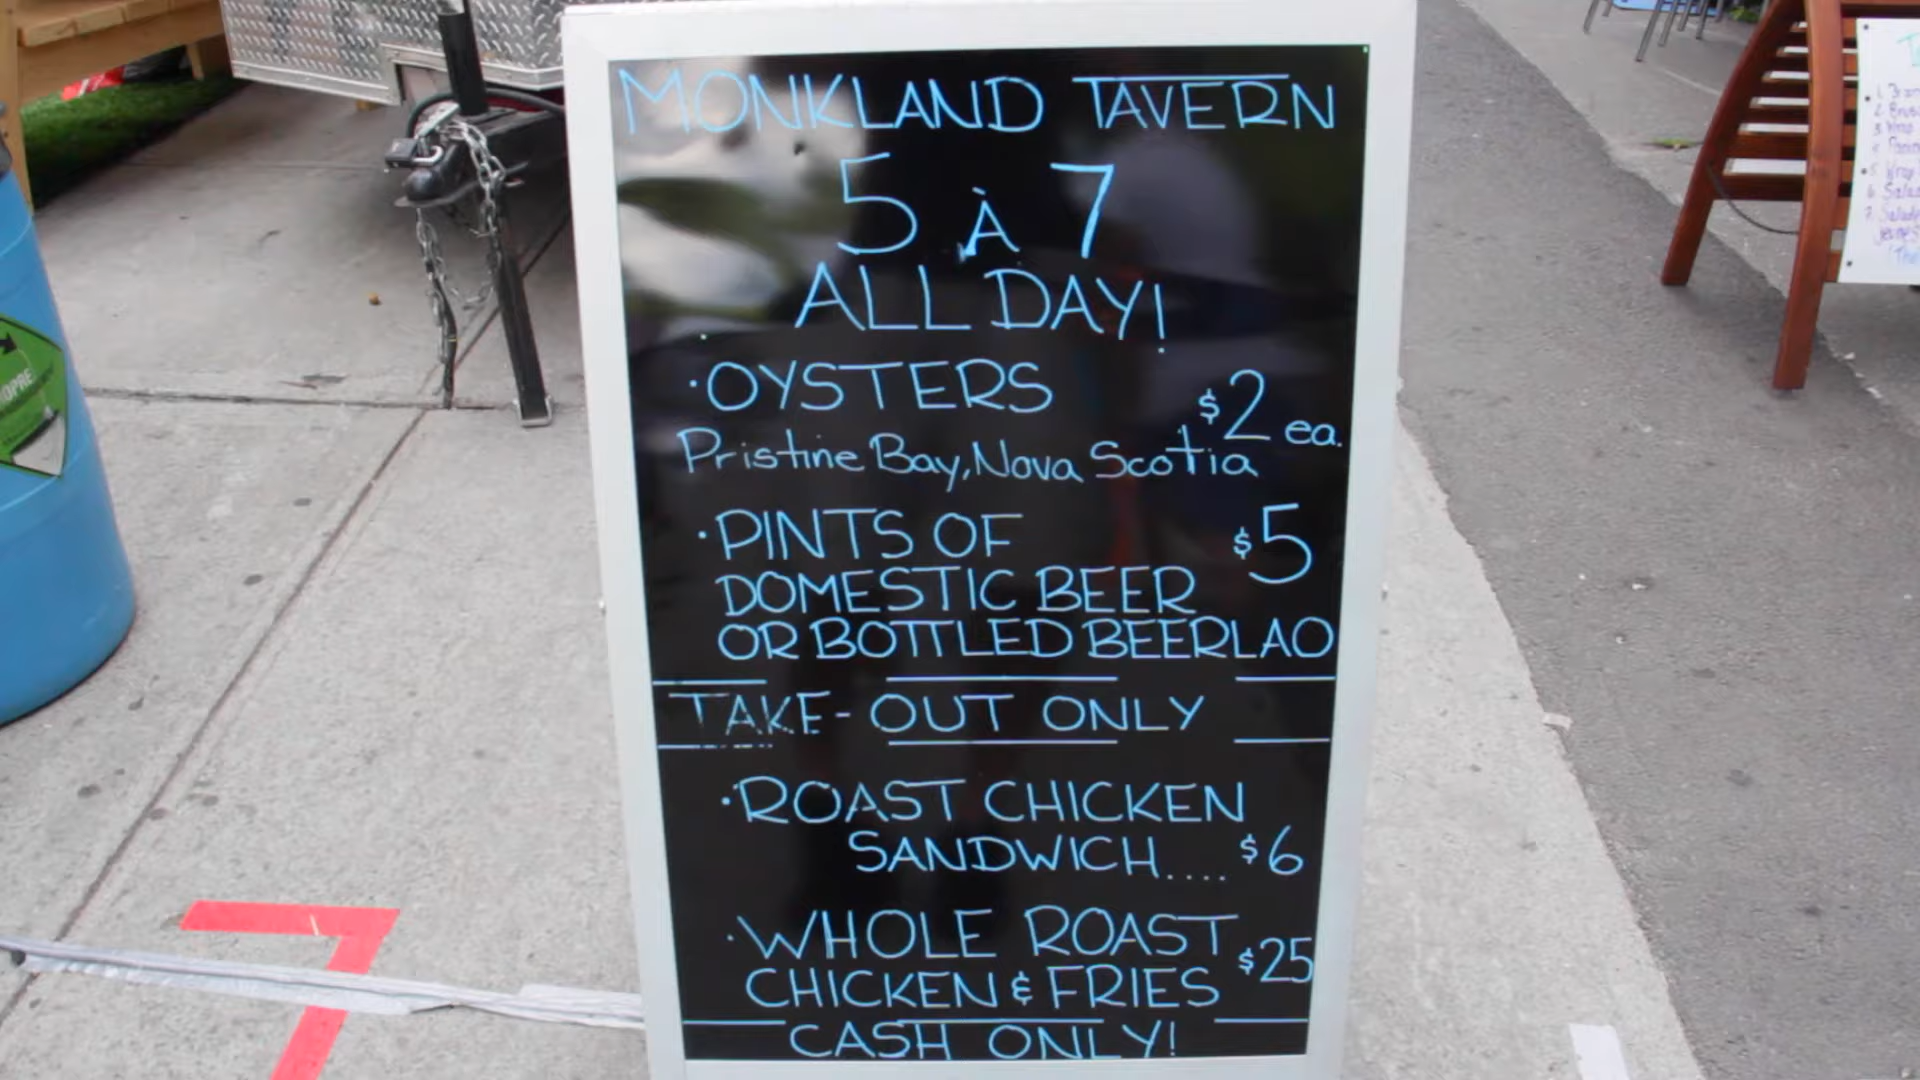 MONKLAND TAVERN
5 À 7
ALL DAY!
·OYSTERS $2 ea.
Pristine Bay, Nova Scotia
·PINTS OF $5
DOMESTIC BEER
OR BOTTLED BEERLAO
TAKE-OUT ONLY
·ROAST CHICKEN
SANDWICH.... $6
·WHOLE ROAST
CHICKEN & FRIES $25
CASH ONLY!
7